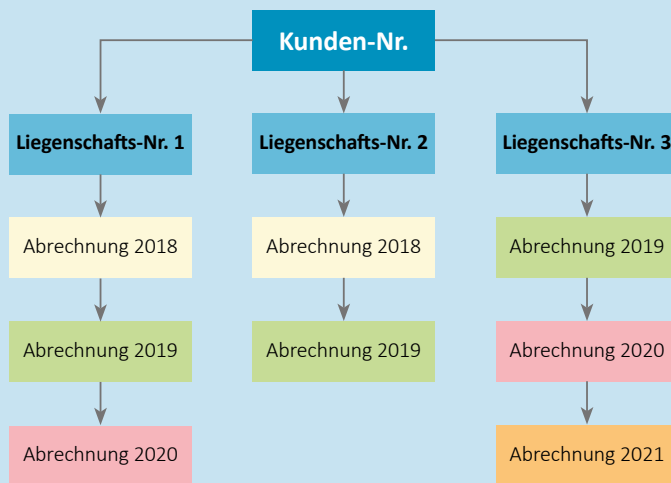 Kunden-Nr.
Liegenschafts-Nr. 1
Liegenschafts-Nr. 2
Liegenschafts-Nr. 3
Abrechnung 2018
Abrechnung 2018
Abrechnung 2019
Abrechnung 2019
Abrechnung 2019
Abrechnung 2020
Abrechnung 2020
Abrechnung 2021